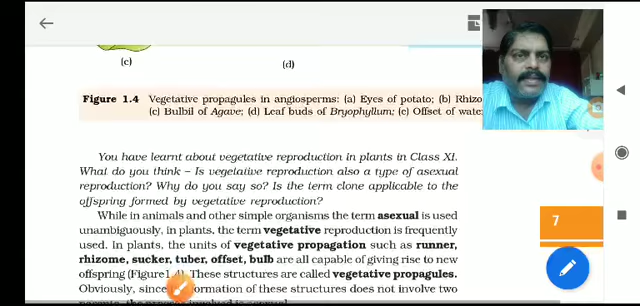 (c)
(d)
Figure 1.4 Vegetative propagules in angiosperms: (a) Eyes of potato; (b)
(c) Bulbil of Agave; (d) Leaf buds of Bryophyllum; (e) Offset of
You have learnt about vegetative reproduction in plants in Class XI.
What do you think – Is vegetative reproduction also a type of asexual
reproduction? Why do you say so? Is the term clone applicable to the
offspring formed by vegetative reproduction?
While in animals and other simple organisms the term asexual is used
unambiguously, in plants, the term vegetative reproduction is frequently
used. In plants, the units of vegetative propagation such as runner,
rhizome, sucker, tuber, offset, bulb are all capable of giving rise to new
offspring (Figure1.4). These structures are called vegetative propagules.
Obviously, since formation of these structures does not involve two
7